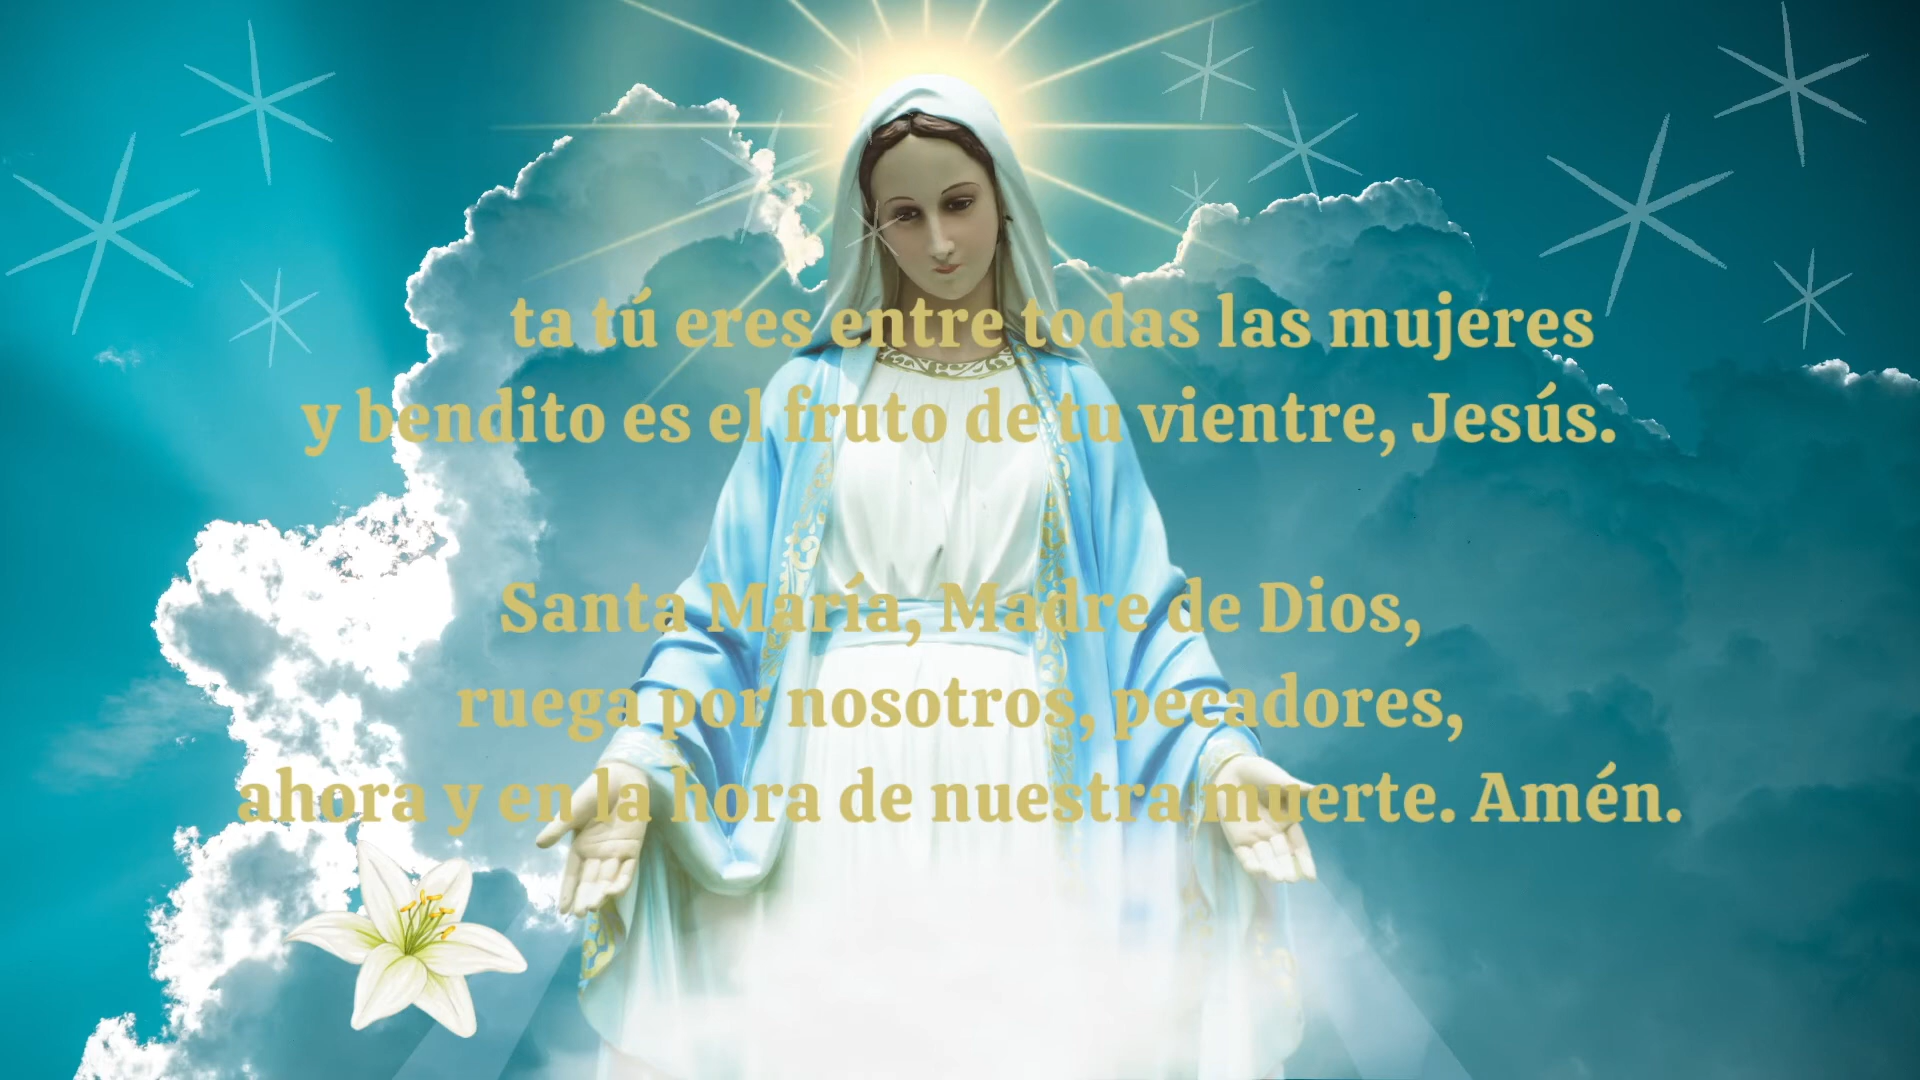 ta tú eres entre todas las mujeres
y bendito es el fruto de tu vientre, Jesús.
Santa María, Madre de Dios,
ruega por nosotros, pecadores,
ahora y en la hora de nuestra muerte. Amén.